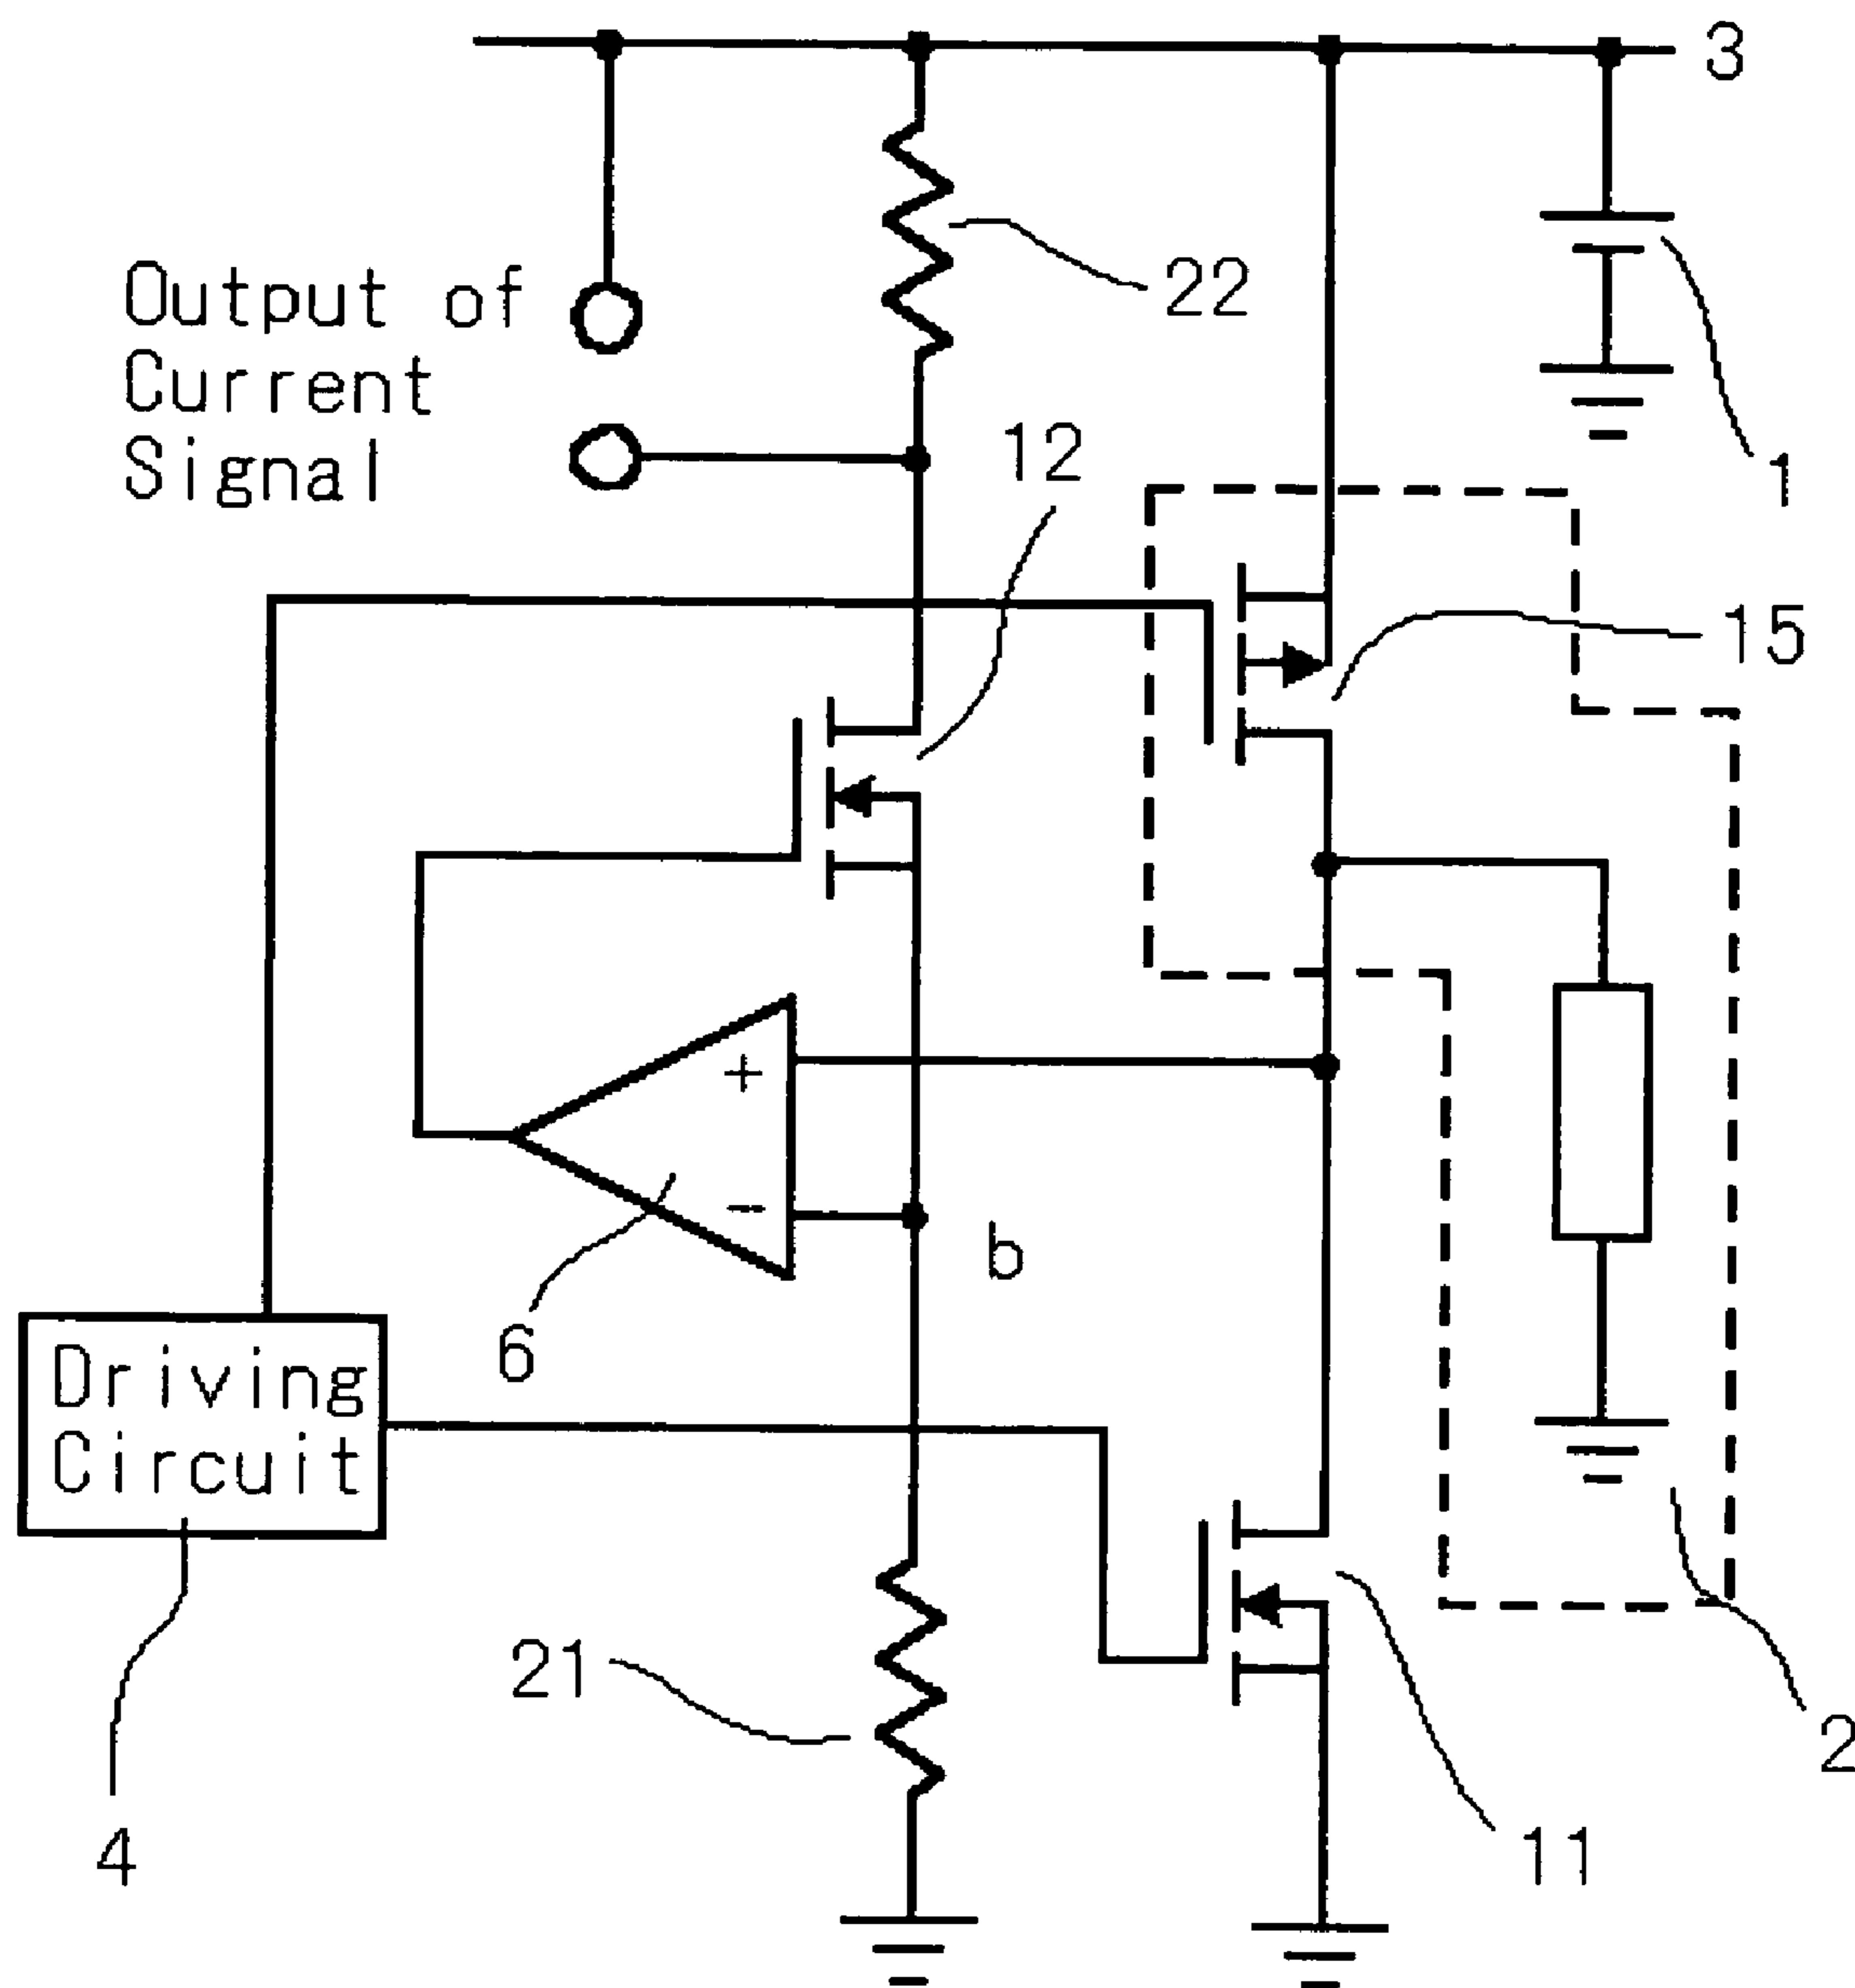 3
Output of
Current
Signal
22
12
1
15
+
-
b
6
Driving
Circuit
21
2
4
11